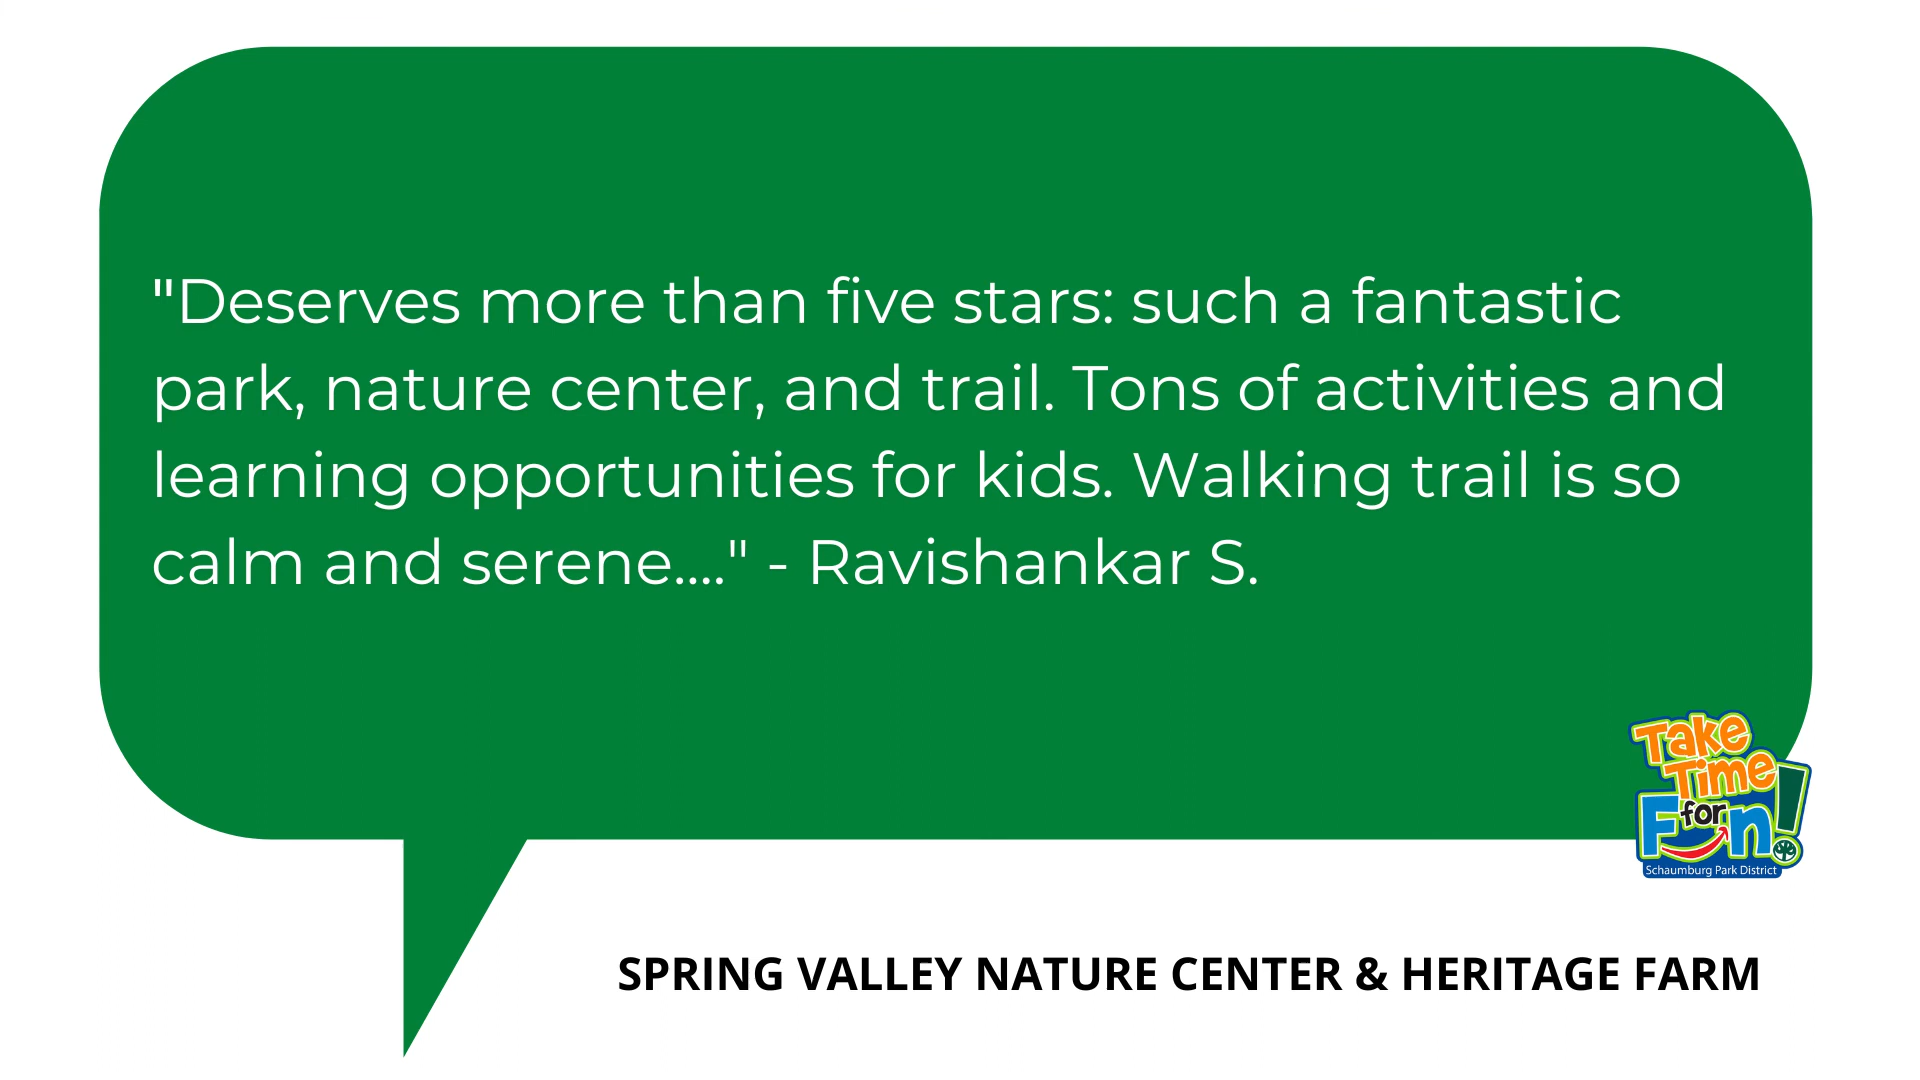 "Deserves more than five stars: such a fantastic
park, nature center, and trail. Tons of activities and
learning opportunities for kids. Walking trail is so
calm and serene...." - Ravishankar S.
Take
Time
for
Fun!
Schaumburg Park District
SPRING VALLEY NATURE CENTER & HERITAGE FARM